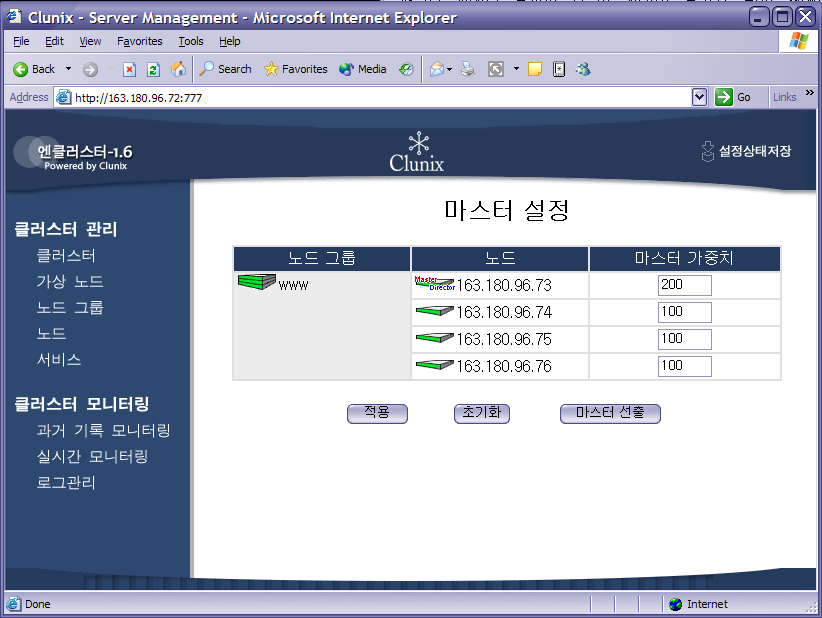 Clunix - Server Management - Microsoft Internet Explorer
File Edit View Favorites Tools Help
Back Search Favorites Media
Address http://163.180.96.72:777 Go Links »
엔클러스터-1.6
Powered by Clunix
Clunix
설정상태저장
마스터 설정
클러스터 관리
클러스터
가상 노드
노드 그룹
노드
서비스
클러스터 모니터링
과거 기록 모니터링
실시간 모니터링
로그관리
노드 그룹 노드 마스터 가중치
www Master Director 163.180.96.73 200
163.180.96.74 100
163.180.96.75 100
163.180.96.76 100
적용 초기화 마스터 선출
Done Internet